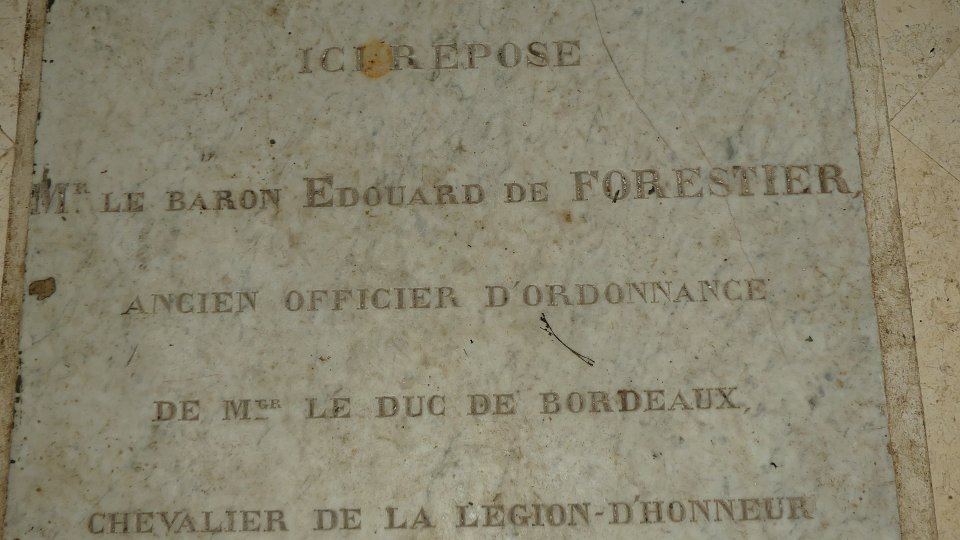 ICI REPOSE
MR. LE BARON EDOUARD DE FORESTIER,
ANCIEN OFFICIER D'ORDONNANCE
DE MGR LE DUC DE BORDEAUX,
CHEVALIER DE LA LÉGION-D'HONNEUR